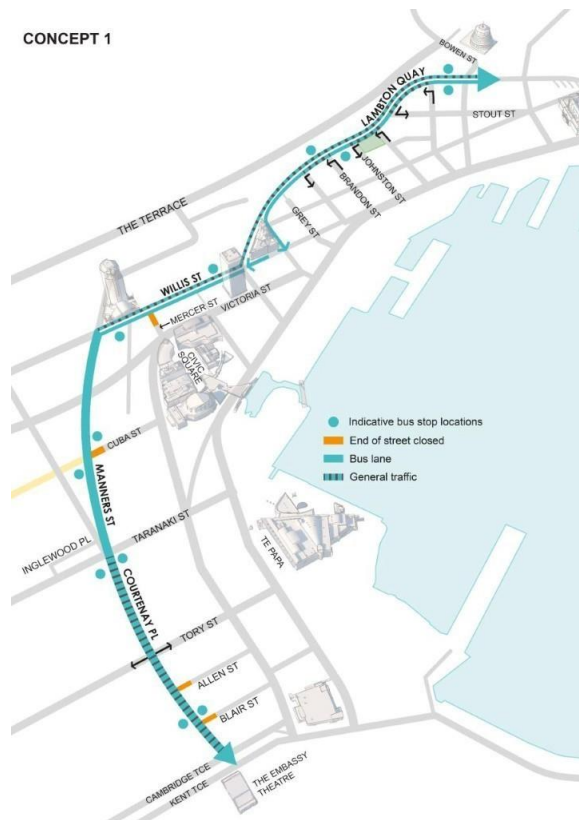 CONCEPT 1
BOWEN ST
LAMBTON QUAY
STOUT ST
JOHNSTON ST
BRANDON ST
GREY ST
THE TERRACE
WILLIS ST
VICTORIA ST
MERCER ST
CIVIC
SQUARE
Indicative bus stop locations
End of street closed
Bus lane
General traffic
CUBA ST
MANNERS ST
TARANAKI ST
INGLEWOOD PL
TE PAPA
COURTENAY PL
TORY ST
ALLEN ST
BLAIR ST
CAMBRIDGE TCE
KENT TCE
THE EMBASSY
THEATRE